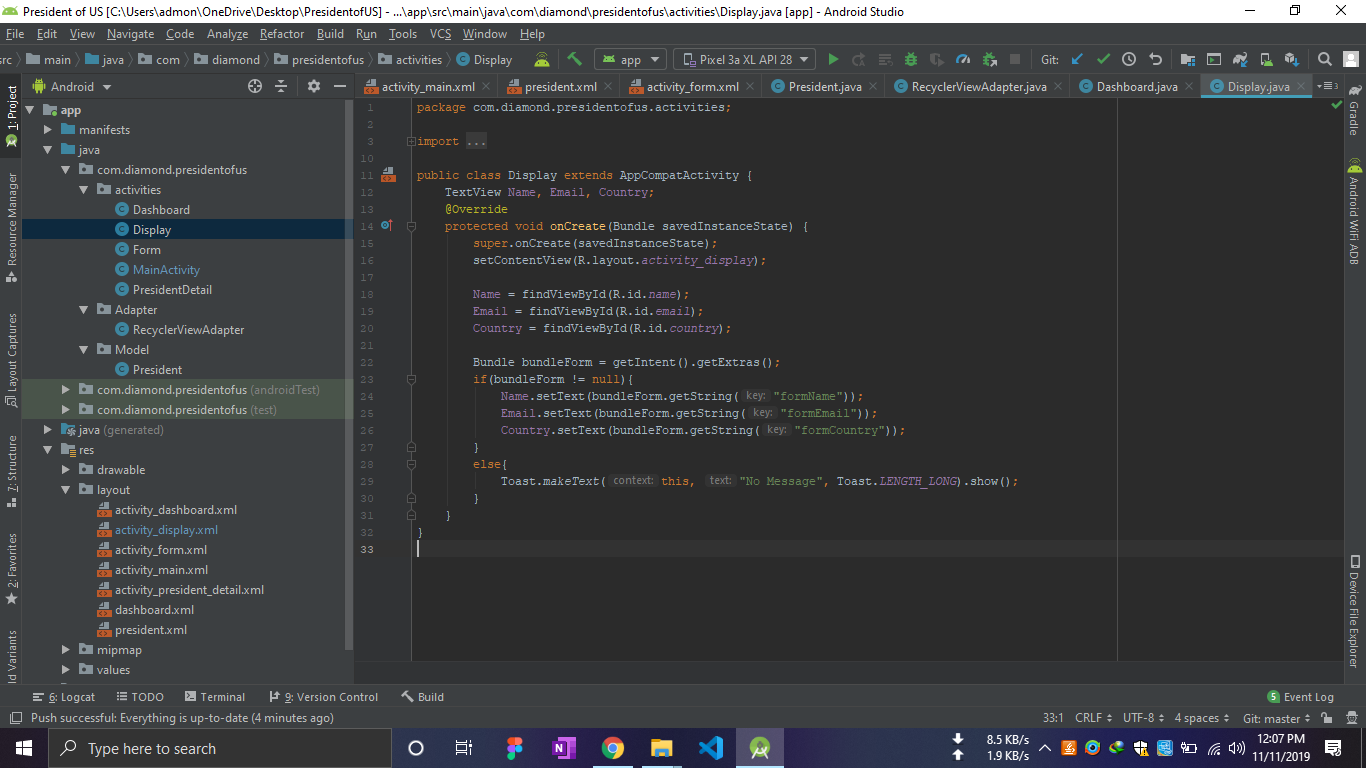 President of US [C:\Users\admon\OneDrive\Desktop\PresidentofUS] - ...\app\src\main\java\com\diamond\presidentofus\activities\Display.java [app] - Android Studio
File Edit View Navigate Code Analyze Refactor Build Run Tools VCS Window Help
src main java com diamond presidentofus activities Display app Pixel 3a XL API 28 Git:
Android
activity_main.xml president.xml activity_form.xml President.java RecyclerViewAdapter.java Dashboard.java Display.java 3
1: Project
Resource Manager
Layout Captures
7: Structure
2: Favorites
ld Variants
app
manifests
java
com.diamond.presidentofus
activities
Dashboard
Display
Form
MainActivity
PresidentDetail
Adapter
RecyclerViewAdapter
Model
President
com.diamond.presidentofus (androidTest)
com.diamond.presidentofus (test)
java (generated)
res
drawable
layout
activity_dashboard.xml
activity_display.xml
activity_form.xml
activity_main.xml
activity_president_detail.xml
dashboard.xml
president.xml
mipmap
values
1 package com.diamond.presidentofus.activities;
2
3 import ...
10
11 public class Display extends AppCompatActivity {
12 TextView Name, Email, Country;
13 @Override
14 protected void onCreate(Bundle savedInstanceState) {
15 super.onCreate(savedInstanceState);
16 setContentView(R.layout.activity_display);
17
18 Name = findViewById(R.id.name);
19 Email = findViewById(R.id.email);
20 Country = findViewById(R.id.country);
21
22 Bundle bundleForm = getIntent().getExtras();
23 if(bundleForm != null){
24 Name.setText(bundleForm.getString( key: "formName"));
25 Email.setText(bundleForm.getString( key: "formEmail"));
26 Country.setText(bundleForm.getString( key: "formCountry"));
27 }
28 else{
29 Toast.makeText( context: this, text: "No Message", Toast.LENGTH_LONG).show();
30 }
31 }
32 }
33
Gradle
Android WiFi ADB
Device File Explorer
6: Logcat TODO Terminal 9: Version Control Build 5 Event Log
Push successful: Everything is up-to-date (4 minutes ago) 33:1 CRLF UTF-8 4 spaces Git: master
Type here to search
8.5 KB/s
1.9 KB/s
12:07 PM
11/11/2019